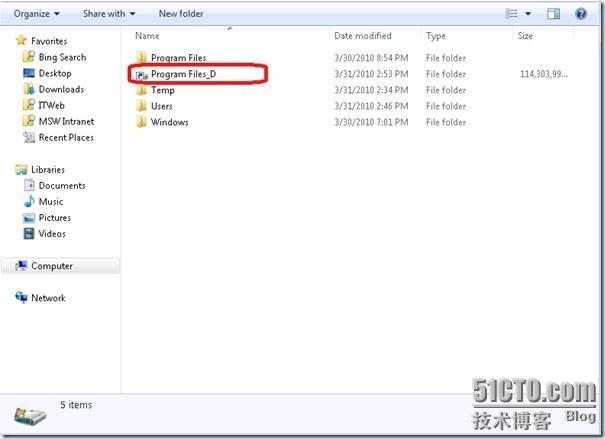 Organize Share with New folder
Favorites
Bing Search
Desktop
Downloads
ITWeb
MSW Intranet
Recent Places
Libraries
Documents
Music
Pictures
Videos
Computer
Network
Name Date modified Type Size
Program Files 3/30/2010 8:54 PM File folder
Program Files_D 3/31/2010 2:53 PM File folder 114,303,99...
Temp 3/31/2010 2:34 PM File folder
Users 3/31/2010 2:46 PM File folder
Windows 3/30/2010 7:01 PM File folder
5 items
51CTO.com
技术博客 Blog